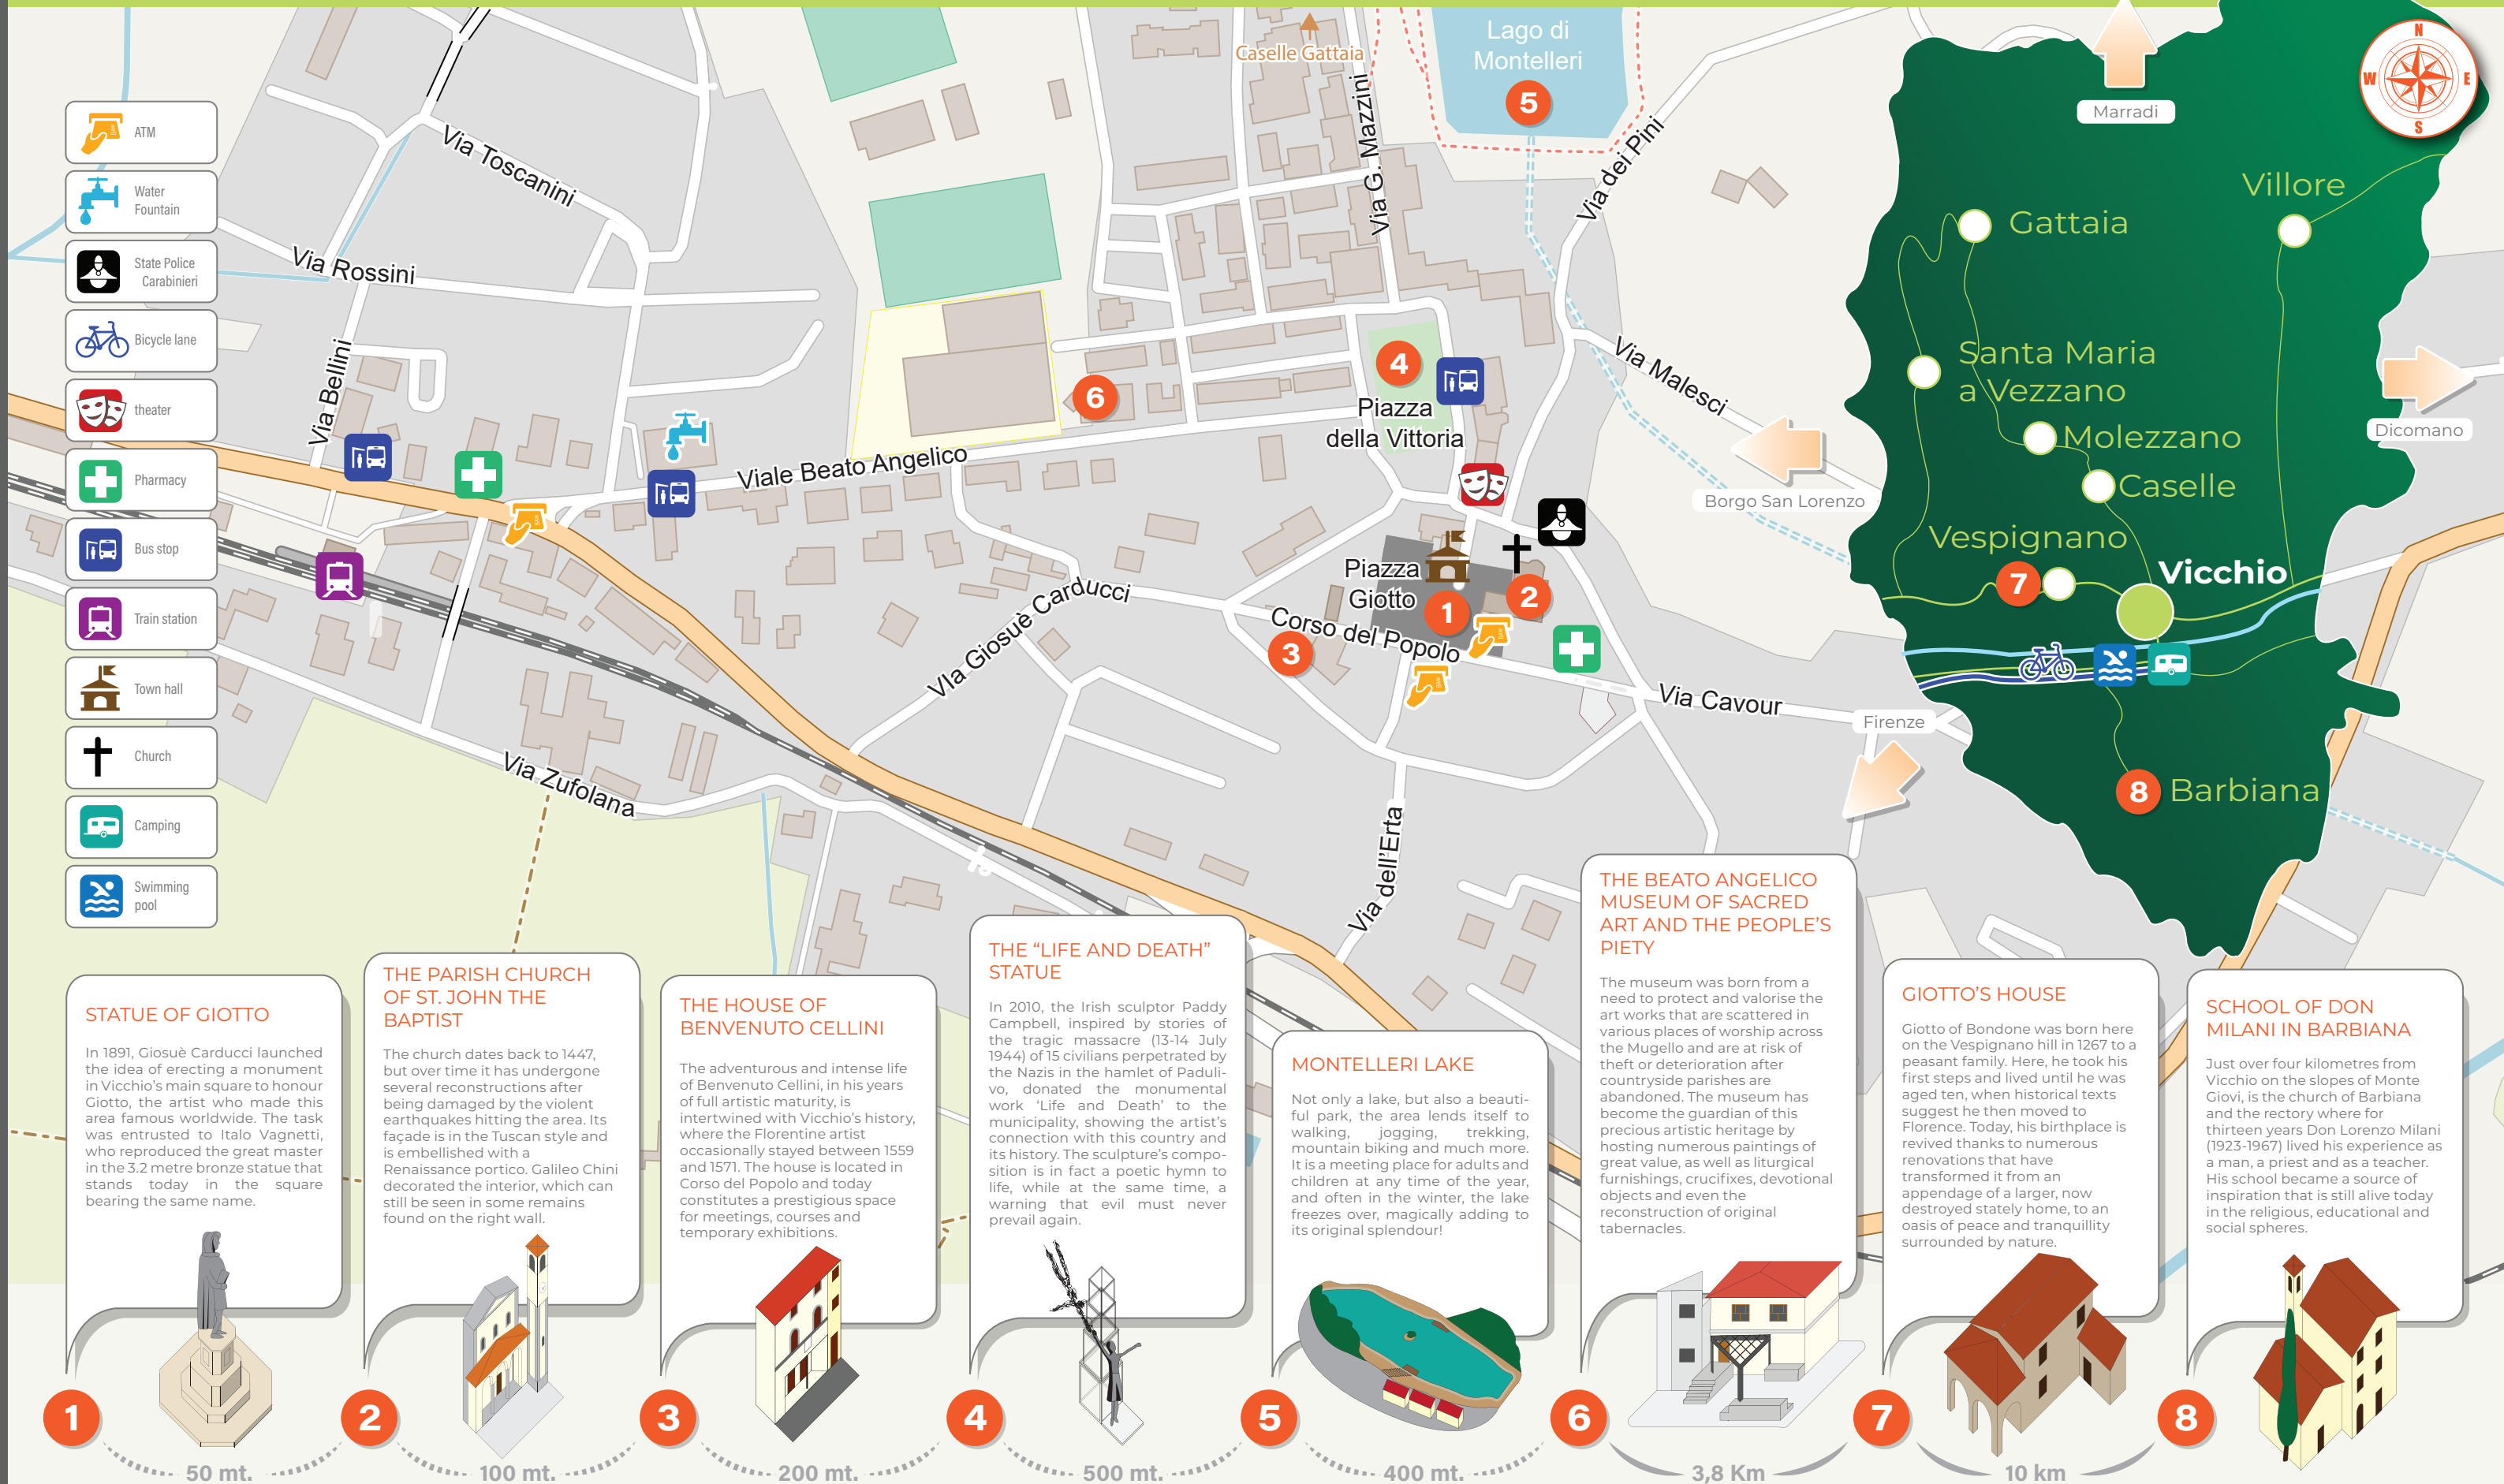 Caselle Gattaia
Lago di
Montelleri
5
Via G. Mazzini
Via dei Pini
Via Toscanini
Via Rossini
Via Bellini
Via Malesci
6
4
Piazza
della Vittoria
Viale Beato Angelico
Piazza
Giotto
1
2
VIa Giosuè Carducci
Corso del Popolo
3
Via Cavour
Via Zufolana
Via dell'Erta
ATM
Water
Fountain
State Police
Carabinieri
Bicycle lane
theater
Pharmacy
Bus stop
Train station
Town hall
Church
Camping
Swimming
pool
N
W
E
S
Marradi
Villore
Gattaia
Santa Maria
a Vezzano
Dicomano
Molezzano
Borgo San Lorenzo
Caselle
Vespignano
7
Vicchio
Firenze
8
Barbiana
STATUE OF GIOTTO
In 1891, Giosuè Carducci launched
the idea of erecting a monument
in Vicchio's main square to honour
Giotto, the artist who made this
area famous worldwide. The task
was entrusted to Italo Vagnetti,
who reproduced the great master
in the 3.2 metre bronze statue that
stands today in the square
bearing the same name.
THE PARISH CHURCH
OF ST. JOHN THE
BAPTIST
The church dates back to 1447,
but over time it has undergone
several reconstructions after
being damaged by the violent
earthquakes hitting the area. Its
façade is in the Tuscan style and
is embellished with a
Renaissance portico. Galileo Chini
decorated the interior, which can
still be seen in some remains
found on the right wall.
THE HOUSE OF
BENVENUTO CELLINI
The adventurous and intense life
of Benvenuto Cellini, in his years
of full artistic maturity, is
intertwined with Vicchio's history,
where the Florentine artist
occasionally stayed between 1559
and 1571. The house is located in
Corso del Popolo and today
constitutes a prestigious space
for meetings, courses and
temporary exhibitions.
THE “LIFE AND DEATH”
STATUE
In 2010, the Irish sculptor Paddy
Campbell, inspired by stories of
the tragic massacre (13-14 July
1944) of 15 civilians perpetrated by
the Nazis in the hamlet of Paduli-
vo, donated the monumental
work ‘Life and Death’ to the
municipality, showing the artist's
connection with this country and
its history. The sculpture's compo-
sition is in fact a poetic hymn to
life, while at the same time, a
warning that evil must never
prevail again.
MONTELLERI LAKE
Not only a lake, but also a beauti-
ful park, the area lends itself to
walking, jogging, trekking,
mountain biking and much more.
It is a meeting place for adults and
children at any time of the year,
and often in the winter, the lake
freezes over, magically adding to
its original splendour!
THE BEATO ANGELICO
MUSEUM OF SACRED
ART AND THE PEOPLE'S
PIETY
The museum was born from a
need to protect and valorise the
art works that are scattered in
various places of worship across
the Mugello and are at risk of
theft or deterioration after
countryside parishes are
abandoned. The museum has
become the guardian of this
precious artistic heritage by
hosting numerous paintings of
great value, as well as liturgical
furnishings, crucifixes, devotional
objects and even the
reconstruction of original
tabernacles.
GIOTTO'S HOUSE
Giotto of Bondone was born here
on the Vespignano hill in 1267 to a
peasant family. Here, he took his
first steps and lived until he was
aged ten, when historical texts
suggest he then moved to
Florence. Today, his birthplace is
revived thanks to numerous
renovations that have
transformed it from an
appendage of a larger, now
destroyed stately home, to an
oasis of peace and tranquillity
surrounded by nature.
SCHOOL OF DON
MILANI IN BARBIANA
Just over four kilometres from
Vicchio on the slopes of Monte
Giovi, is the church of Barbiana
and the rectory where for
thirteen years Don Lorenzo Milani
(1923-1967) lived his experience as
a man, a priest and as a teacher.
His school became a source of
inspiration that is still alive today
in the religious, educational and
social spheres.
1
2
3
4
5
6
7
8
50 mt.
100 mt.
200 mt.
500 mt.
400 mt.
3,8 Km
10 km